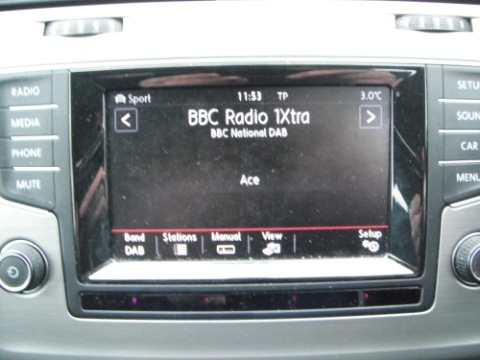 RADIO
MEDIA
PHONE
MUTE
Sport 11:53 TP 3.0°C
< BBC Radio 1Xtra >
BBC National DAB
Ace
Band Stations Manual View Setup
DAB
SETU
SOUN
CAR
MENU